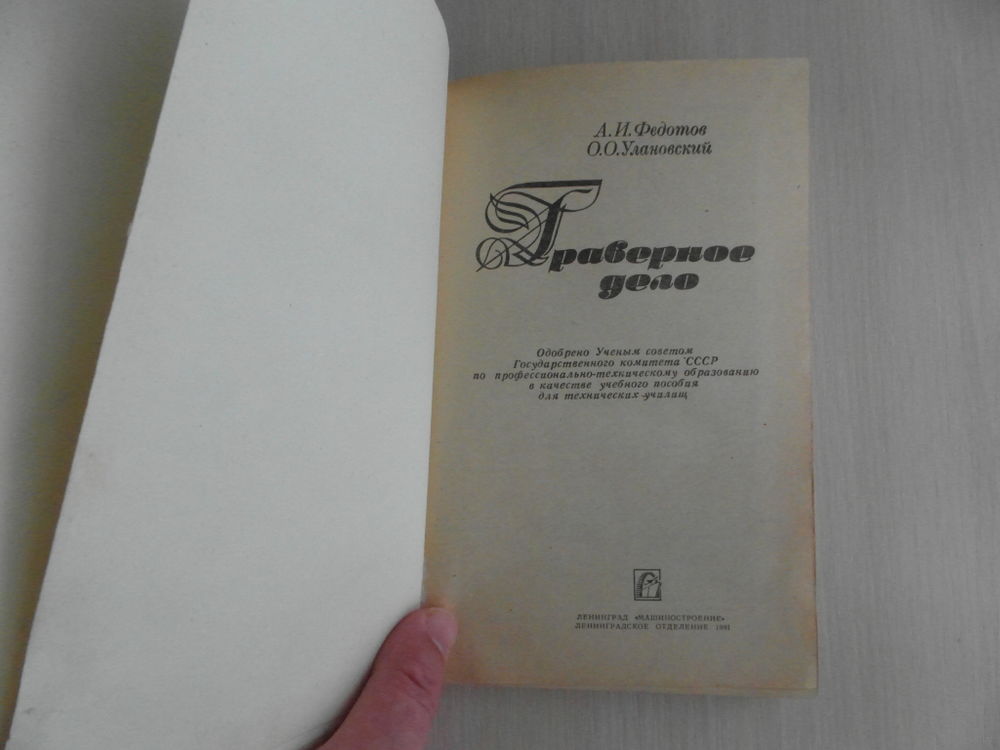 А.И.Федотов
О.О.Улановский
Граверное
дело
Одобрено Ученым советом
Государственного комитета СССР
по профессионально-техническому образованию
в качестве учебного пособия
для технических училищ
ЛЕНИНГРАД «МАШИНОСТРОЕНИЕ»
ЛЕНИНГРАДСКОЕ ОТДЕЛЕНИЕ 1981